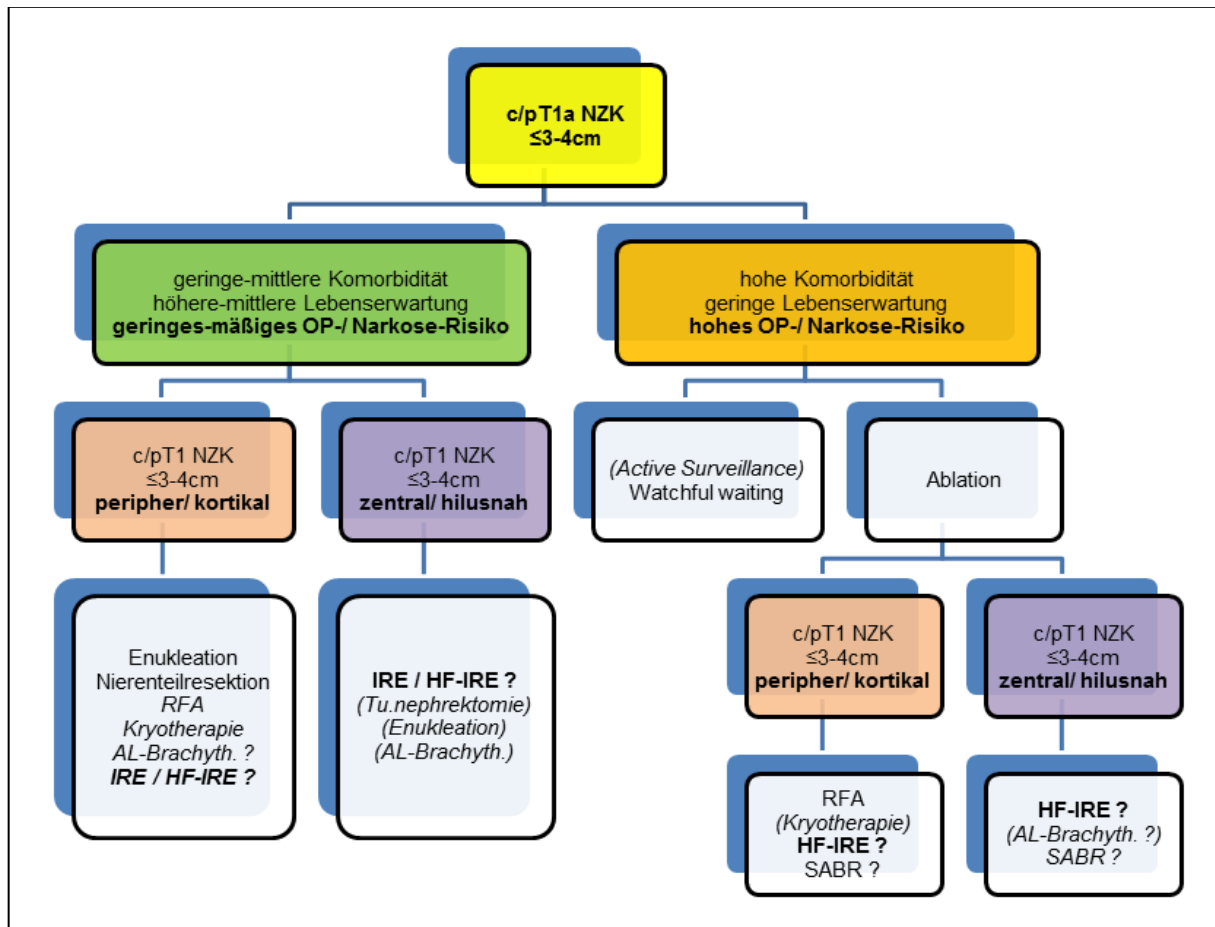 c/pT1a NZK
≤3-4cm
geringe-mittlere Komorbidität
höhere-mittlere Lebenserwartung
geringes-mäßiges OP-/ Narkose-Risiko
hohe Komorbidität
geringe Lebenserwartung
hohes OP-/ Narkose-Risiko
c/pT1 NZK
≤3-4cm
peripher/ kortikal
c/pT1 NZK
≤3-4cm
zentral/ hilusnah
(Active Surveillance)
Watchful waiting
Ablation
Enukleation
Nierenteilresektion
RFA
Kryotherapie
AL-Brachyth. ?
IRE / HF-IRE ?
IRE / HF-IRE ?
(Tu.nephrektomie)
(Enukleation)
(AL-Brachyth.)
c/pT1 NZK
≤3-4cm
peripher/ kortikal
c/pT1 NZK
≤3-4cm
zentral/ hilusnah
RFA
(Kryotherapie)
HF-IRE ?
SABR ?
HF-IRE ?
(AL-Brachyth. ?)
SABR ?